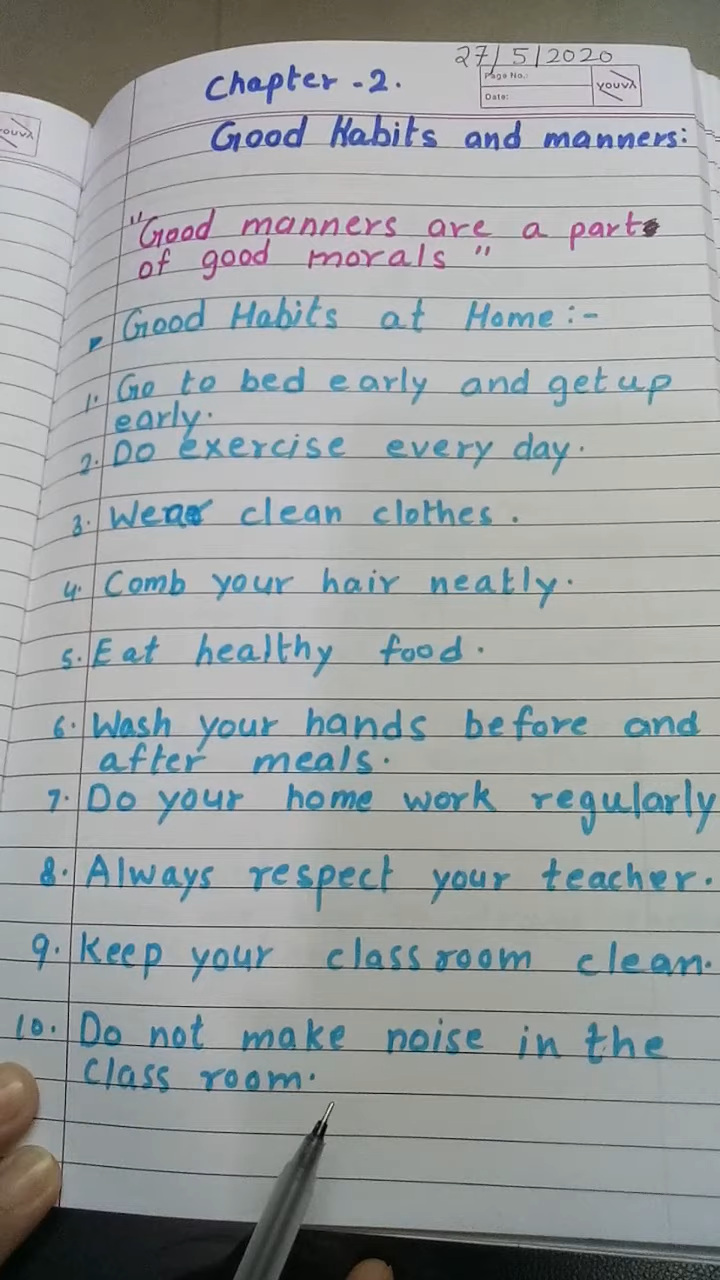 27/5/2020
Chapter - 2.
Page No.:
Date:
youva
youva
Good Habits and manners:
"Good manners are a part
of good morals"
Good Habits at Home:-
1. Go to bed early and get up
early.
2. Do exercise every day.
3. Wear clean clothes.
4. Comb your hair neatly.
5. Eat healthy food.
6. Wash your hands before and
after meals.
7. Do your home work regularly
8. Always respect your teacher.
9. Keep your class room clean.
10. Do not make noise in the
class room.